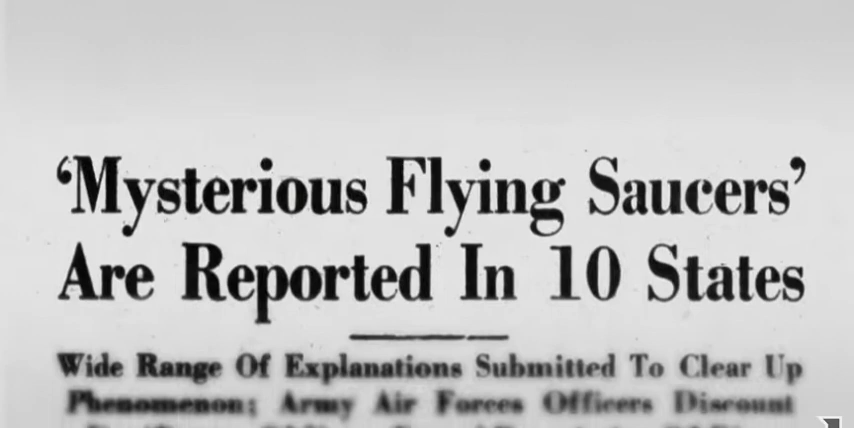 ‘Mysterious Flying Saucers’
Are Reported In 10 States
Wide Range Of Explanations Submitted To Clear Up
Phenomenon; Army Air Forces Officers Discount